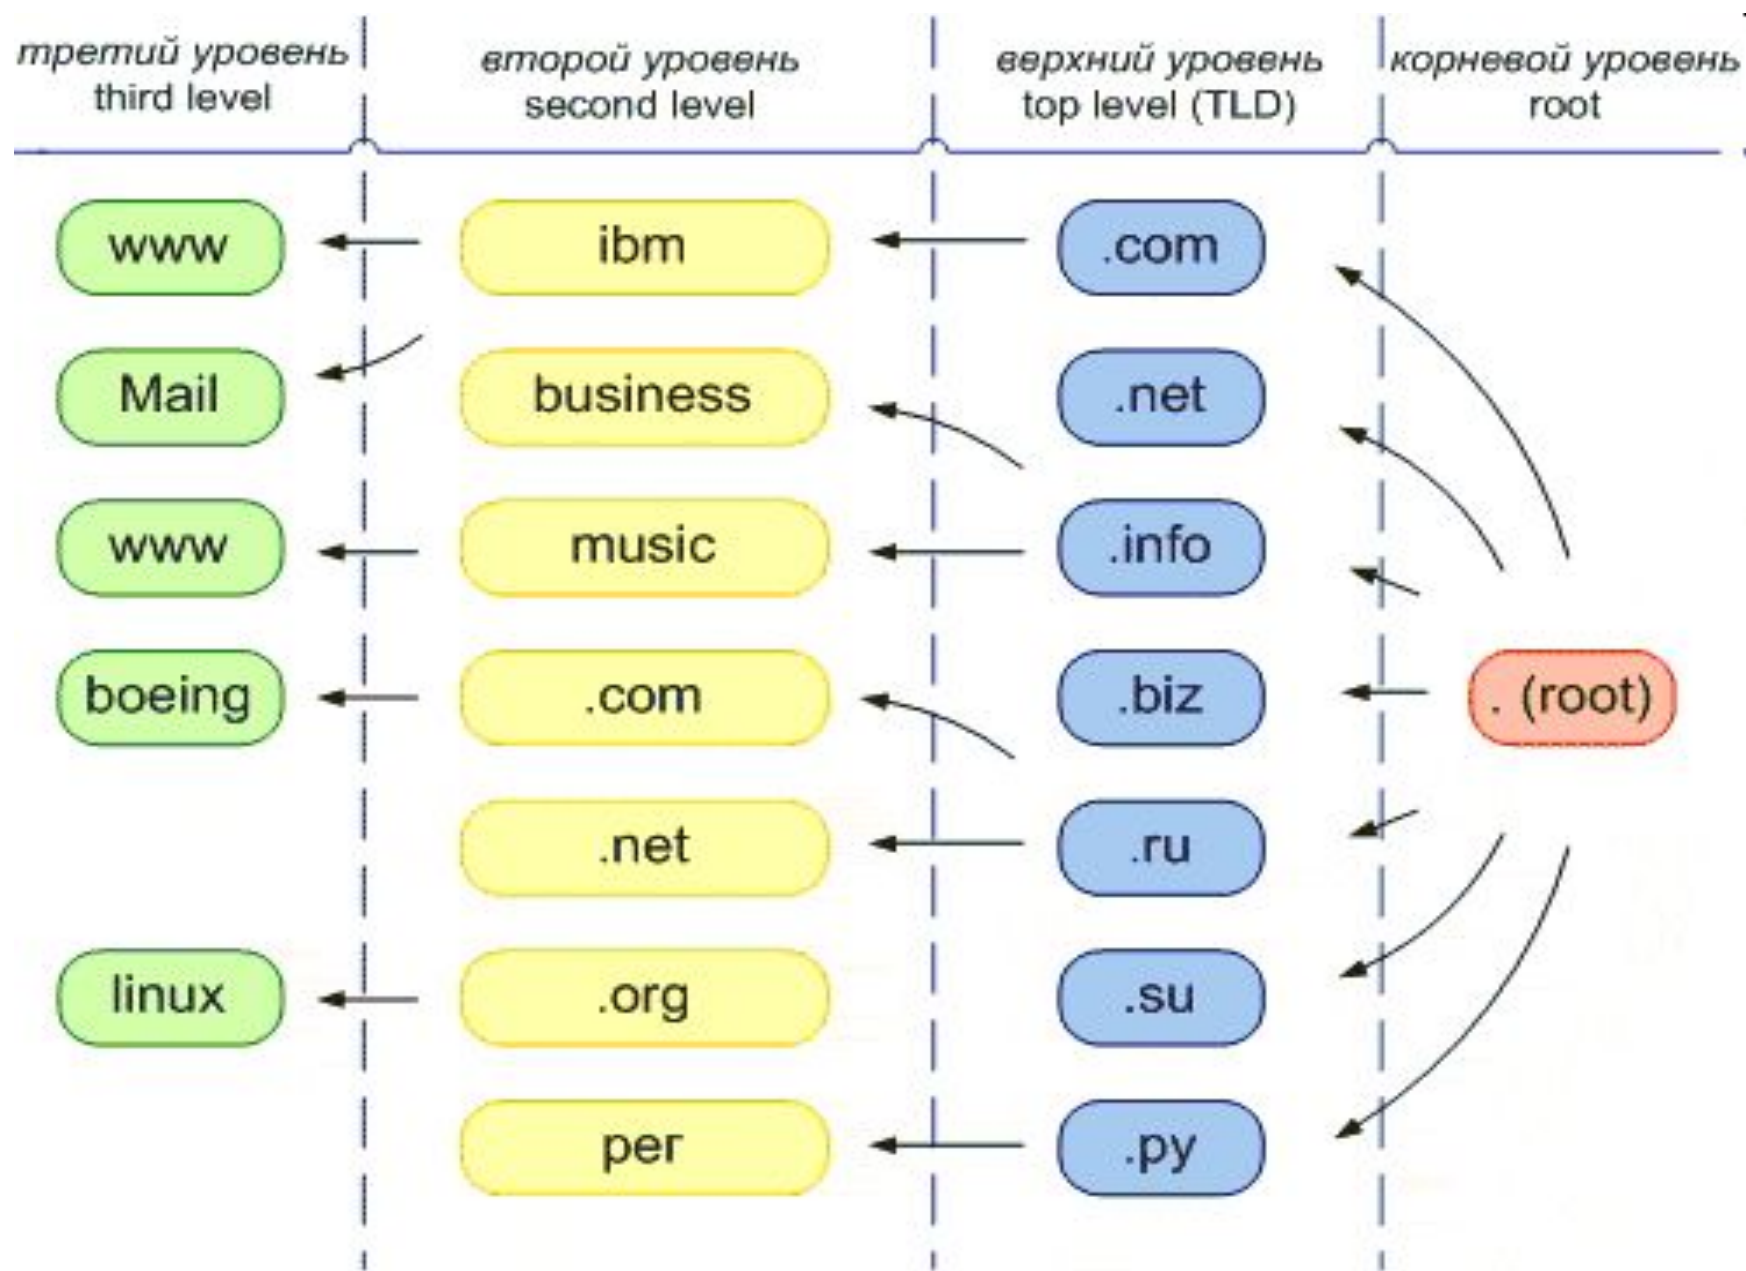 третий уровень
third level
второй уровень
second level
верхний уровень
top level (TLD)
корневой уровень
root
www
ibm
.com
Mail
business
.net
www
music
.info
boeing
.com
.biz
. (root)
.net
.ru
linux
.org
.su
рег
.ру